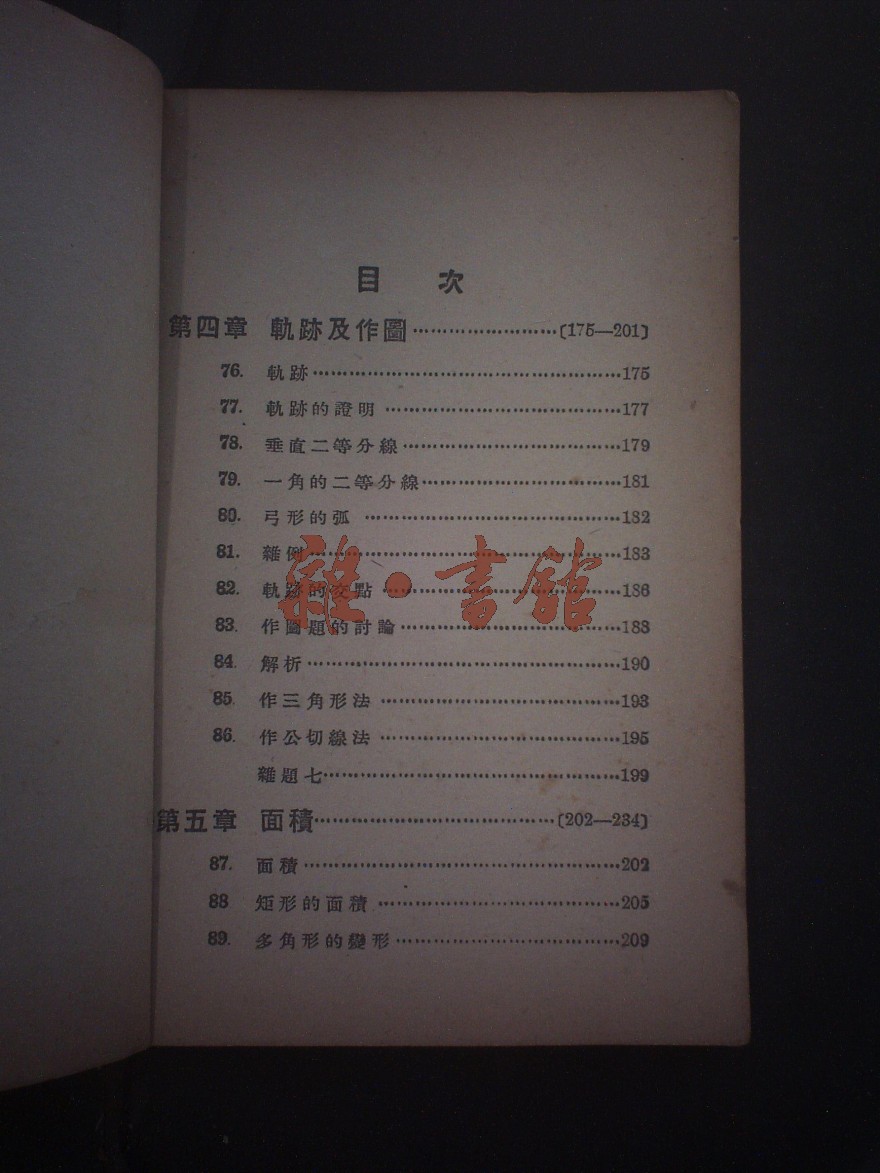 目 次
第四章 軌跡及作圖……………………〔175—201〕
76. 軌跡……………………………………175
77. 軌跡的證明……………………………177
78. 垂直二等分線…………………………179
79. 一角的二等分線………………………181
80. 弓形的弧………………………………182
81. 雜例……………………………………183
82. 軌跡的交點……………………………186
83. 作圖題的討論…………………………188
84. 解析……………………………………190
85. 作三角形法……………………………193
86. 作公切線法……………………………195
雜題七……………………………………199
第五章 面積………………………………〔202—234〕
87. 面積……………………………………202
88 矩形的面積……………………………205
89. 多角形的變形…………………………209
雜·書館